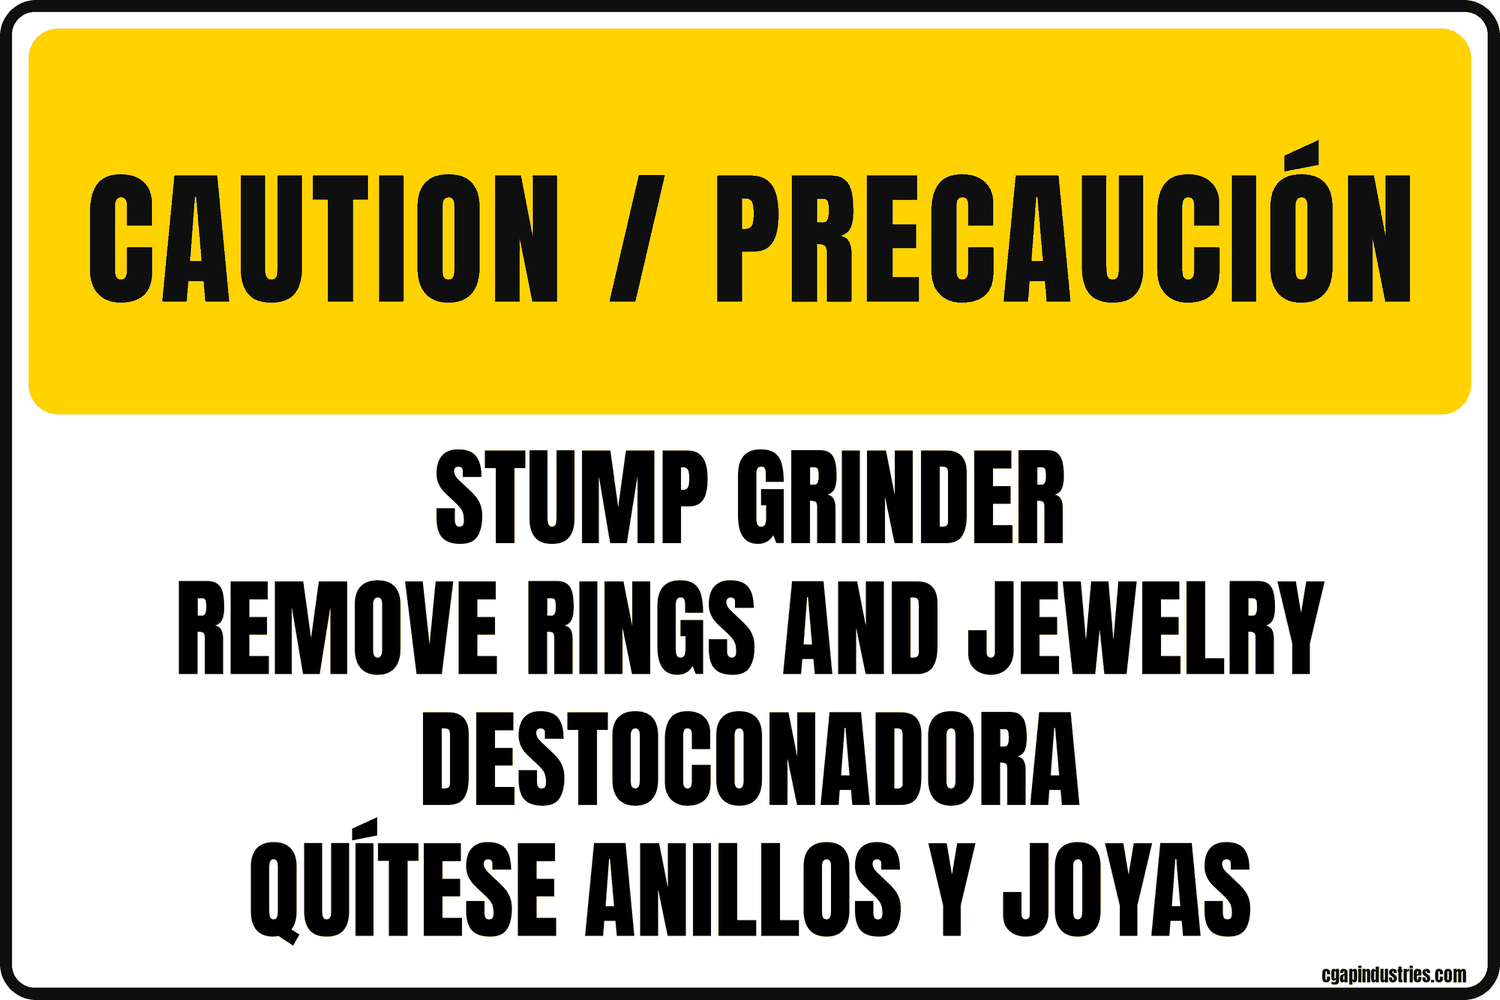 CAUTION / PRECAUCIÓN
STUMP GRINDER
REMOVE RINGS AND JEWELRY
DESTOCONADORA
QUÍTESE ANILLOS Y JOYAS
cgapindustries.com